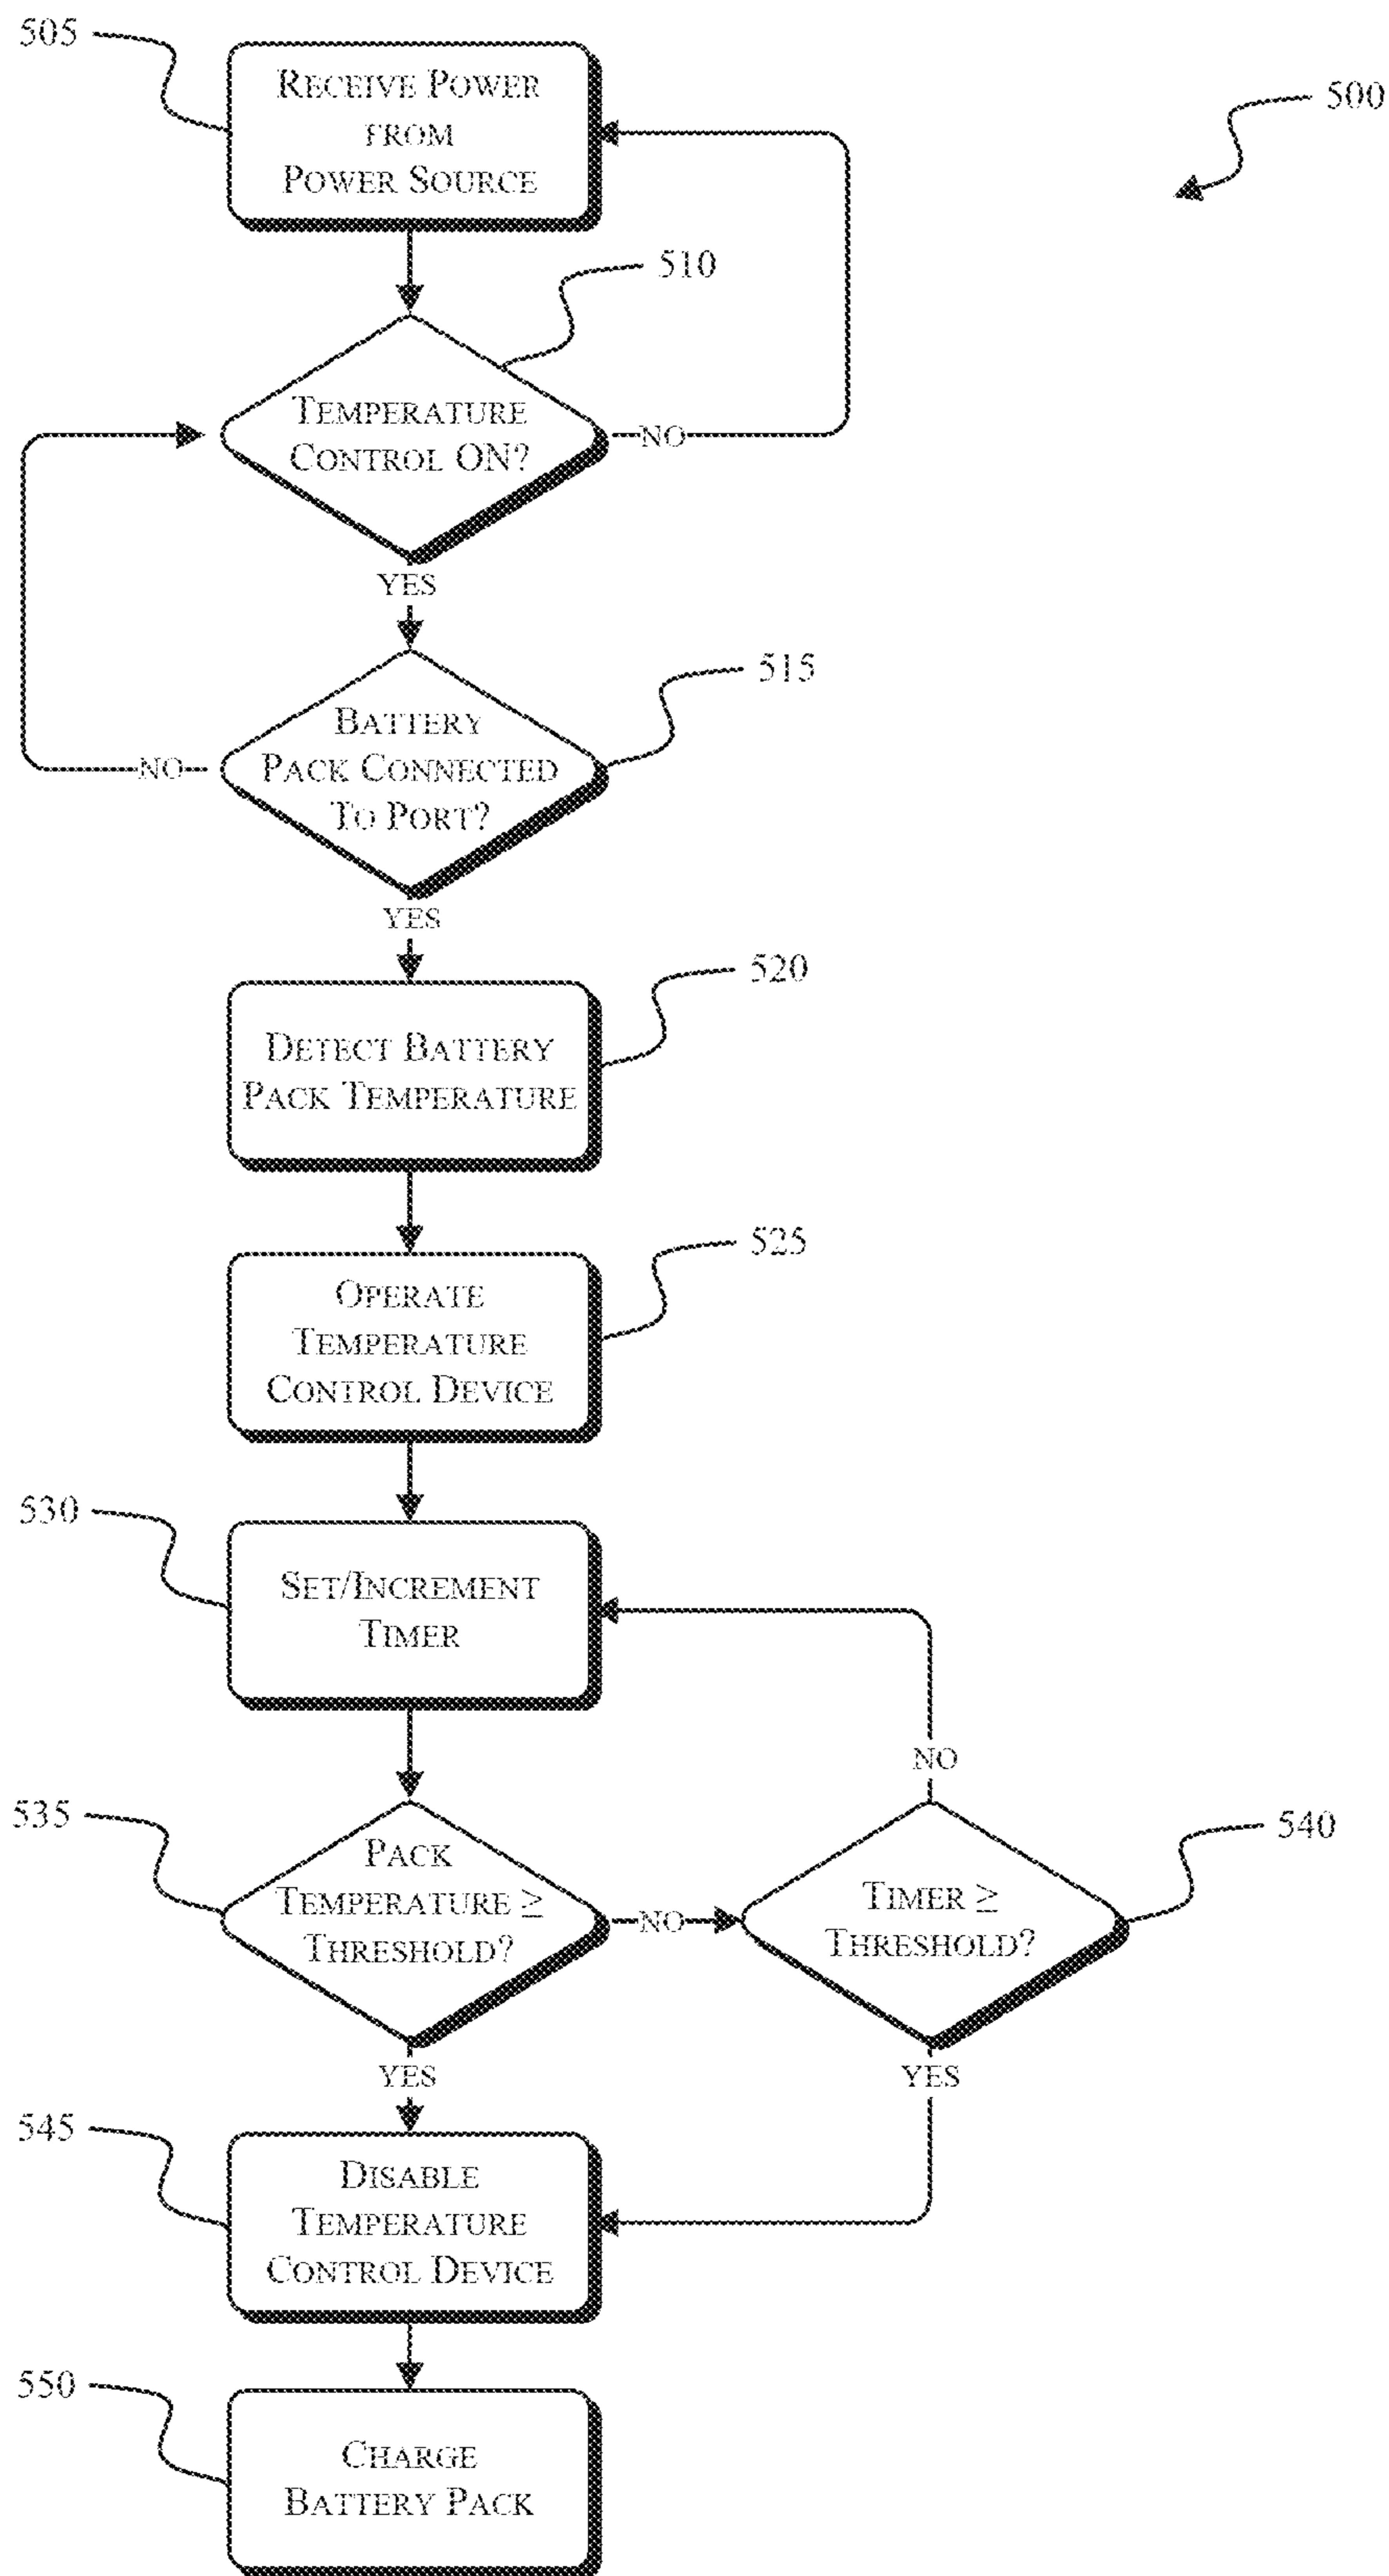 505
RECEIVE POWER
FROM
POWER SOURCE
500
510
TEMPERATURE
CONTROL ON?
NO
YES
515
BATTERY
PACK CONNECTED
TO PORT?
NO
YES
520
DETECT BATTERY
PACK TEMPERATURE
525
OPERATE
TEMPERATURE
CONTROL DEVICE
530
SET/INCREMENT
TIMER
535
PACK
TEMPERATURE ≥
THRESHOLD?
NO
YES
540
TIMER ≥
THRESHOLD?
NO
YES
545
DISABLE
TEMPERATURE
CONTROL DEVICE
550
CHARGE
BATTERY PACK